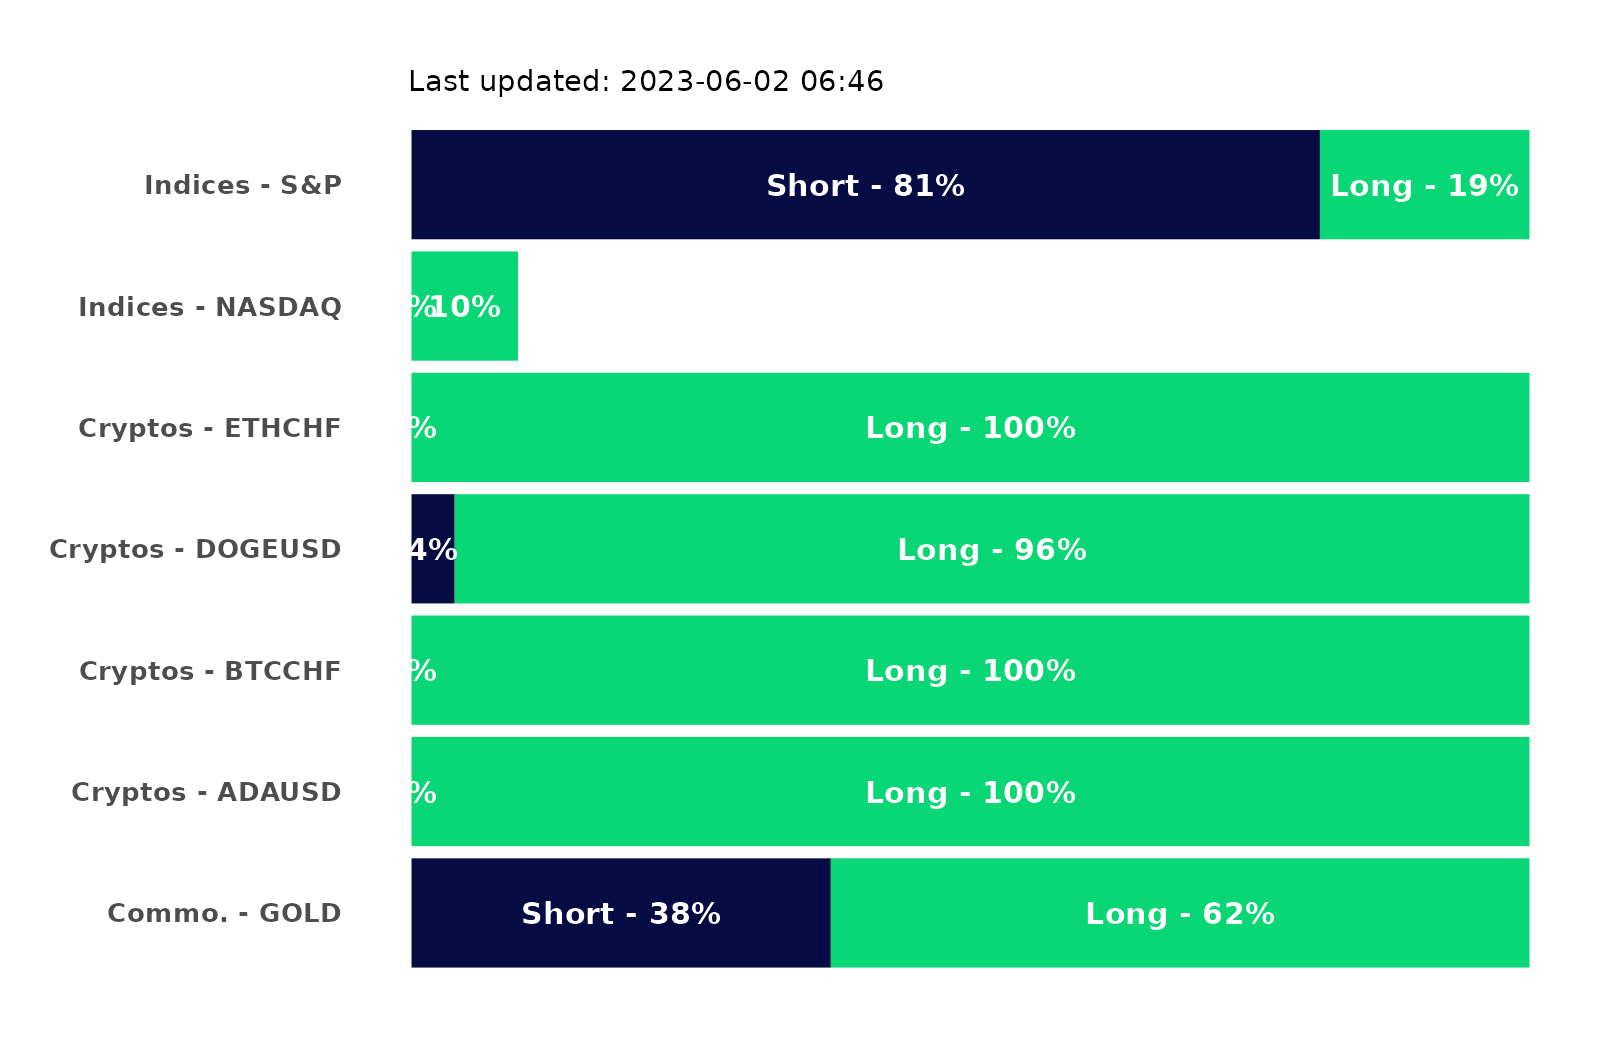 Last updated: 2023-06-02 06:46
Indices - S&P Short - 81% Long - 19%
Indices - NASDAQ % 10%
Cryptos - ETHCHF % Long - 100%
Cryptos - DOGEUSD 4% Long - 96%
Cryptos - BTCCHF % Long - 100%
Cryptos - ADAUSD % Long - 100%
Commo. - GOLD Short - 38% Long - 62%